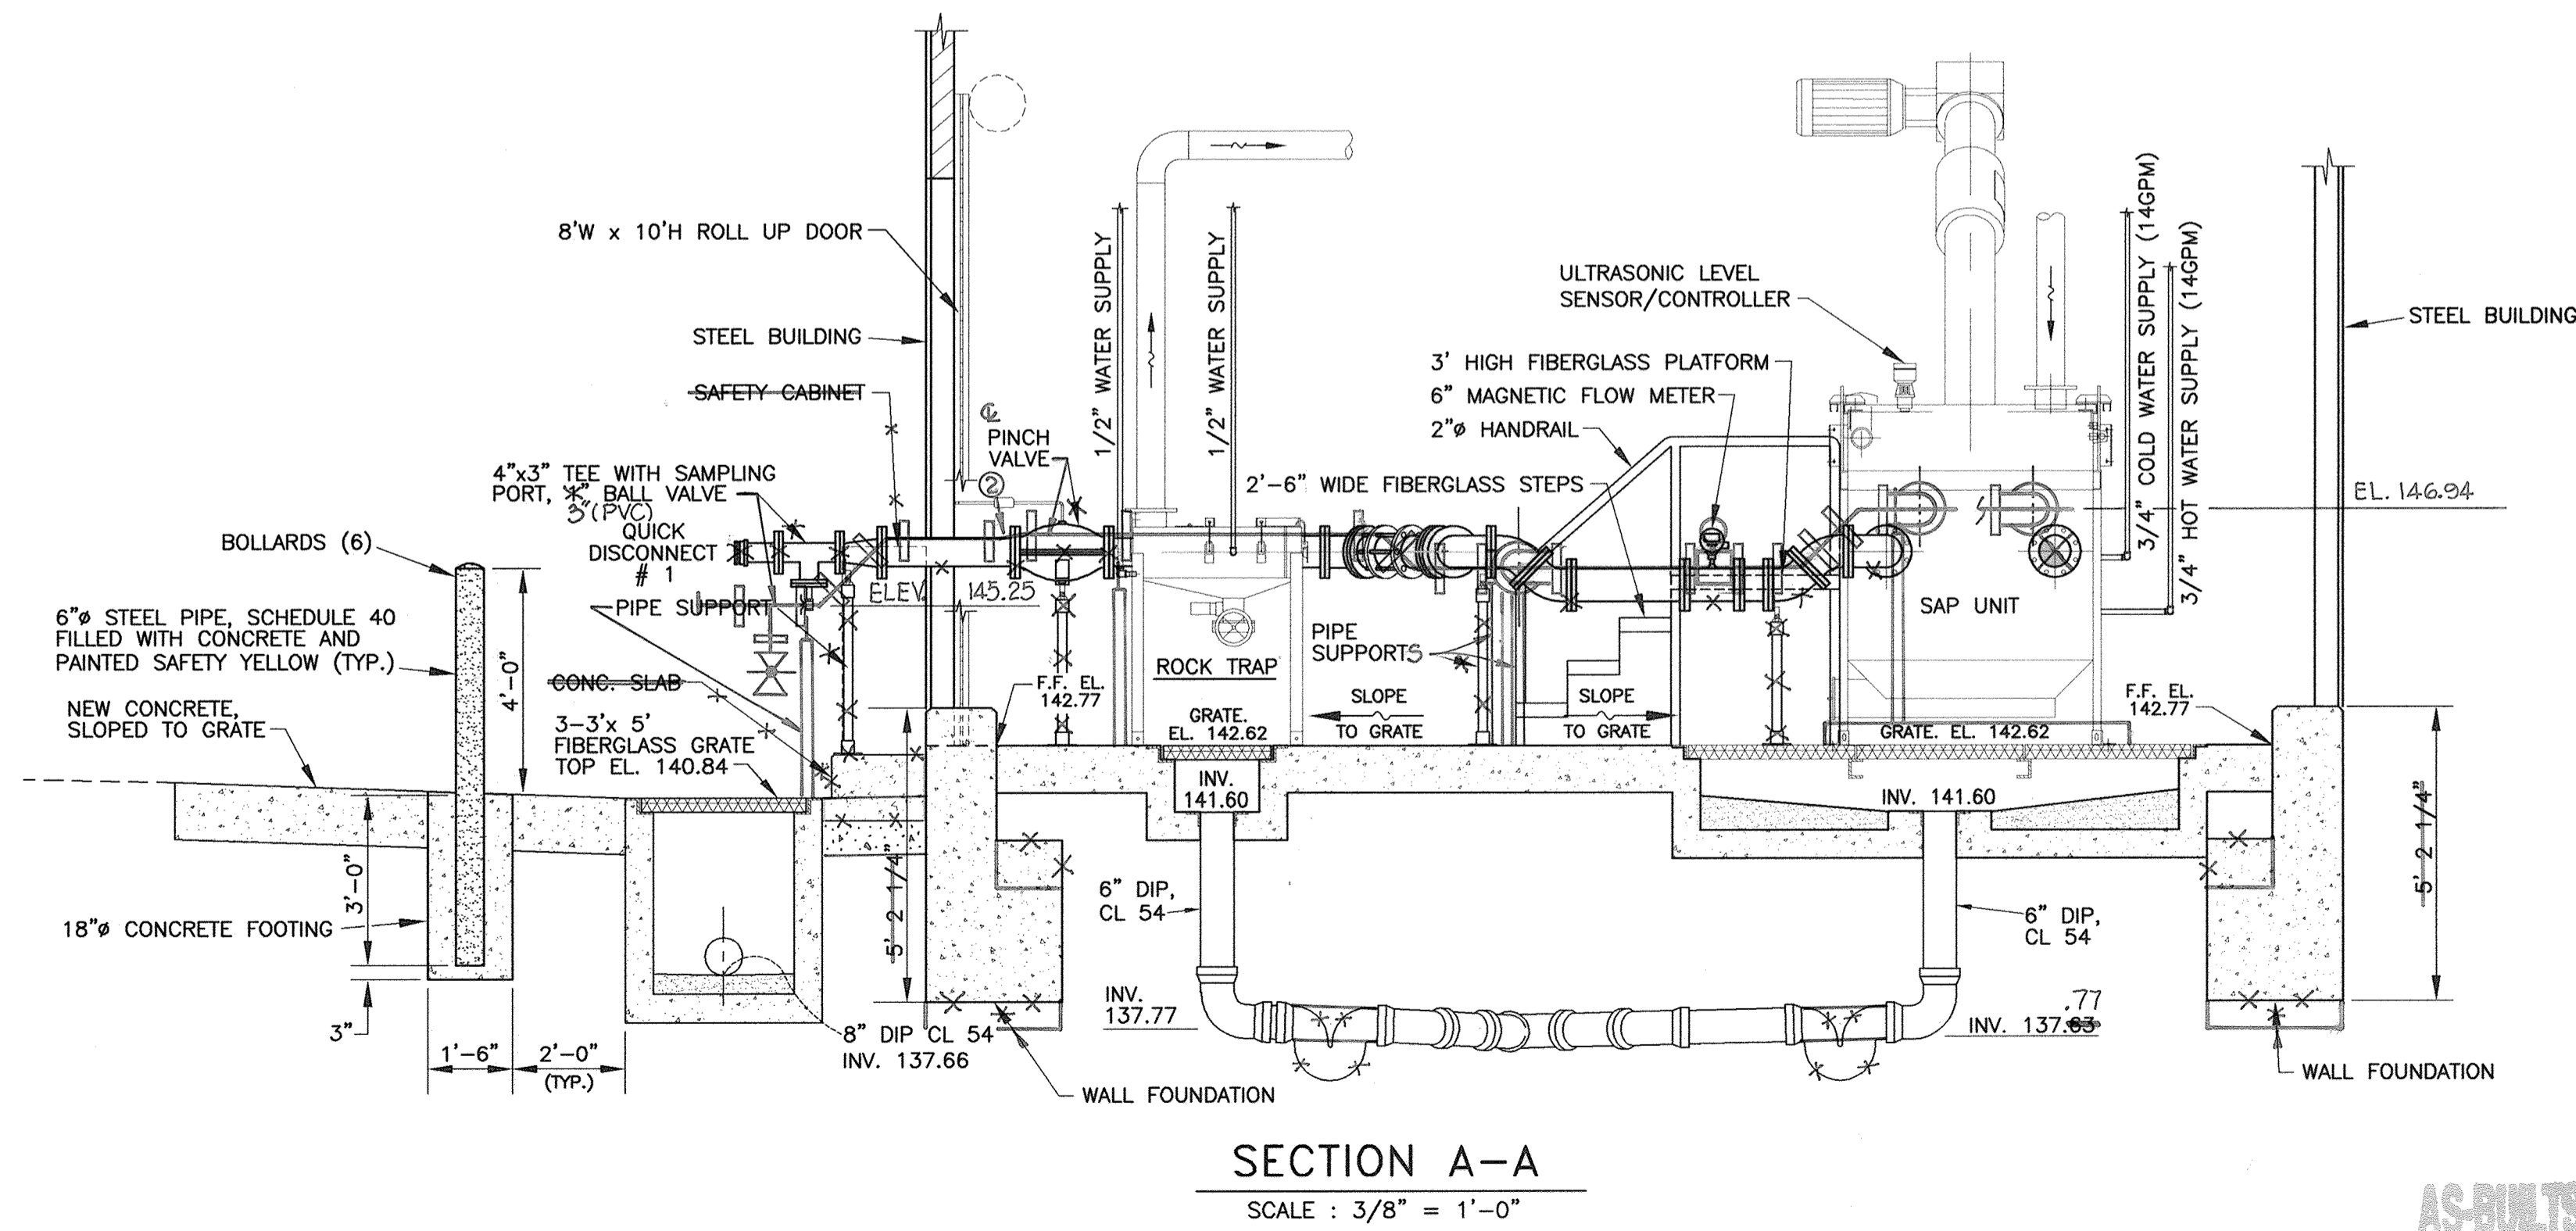 8'W x 10'H ROLL UP DOOR
STEEL BUILDING
SAFETY CABINET
℄
PINCH
VALVE
2
4"x3" TEE WITH SAMPLING
PORT, BALL VALVE
3"(PVC)
QUICK
DISCONNECT
# 1
BOLLARDS (6)
6"ø STEEL PIPE, SCHEDULE 40
FILLED WITH CONCRETE AND
PAINTED SAFETY YELLOW (TYP.)
4'-0"
PIPE SUPPORT
ELEV. 145.25
CONC. SLAB
NEW CONCRETE,
SLOPED TO GRATE
3-3'x 5'
FIBERGLASS GRATE
TOP EL. 140.84
3'-0"
18"ø CONCRETE FOOTING
3"
1'-6"
2'-0"
(TYP.)
8" DIP CL 54
INV. 137.66
5' 2 1/4"
WALL FOUNDATION
F.F. EL.
142.77
1/2" WATER SUPPLY
1/2" WATER SUPPLY
ROCK TRAP
GRATE.
EL. 142.62
INV.
141.60
6" DIP,
CL 54
INV.
137.77
SLOPE
TO GRATE
PIPE
SUPPORTS
SLOPE
TO GRATE
ULTRASONIC LEVEL
SENSOR/CONTROLLER
3' HIGH FIBERGLASS PLATFORM
6" MAGNETIC FLOW METER
2"ø HANDRAIL
2'-6" WIDE FIBERGLASS STEPS
SAP UNIT
GRATE. EL. 142.62
INV. 141.60
6" DIP,
CL 54
.77
INV. 137.63
3/4" COLD WATER SUPPLY (14GPM)
3/4" HOT WATER SUPPLY (14GPM)
STEEL BUILDING
EL. 146.94
F.F. EL.
142.77
5' 2 1/4"
WALL FOUNDATION
SECTION A-A
SCALE : 3/8" = 1'-0"
AS-BUILTS